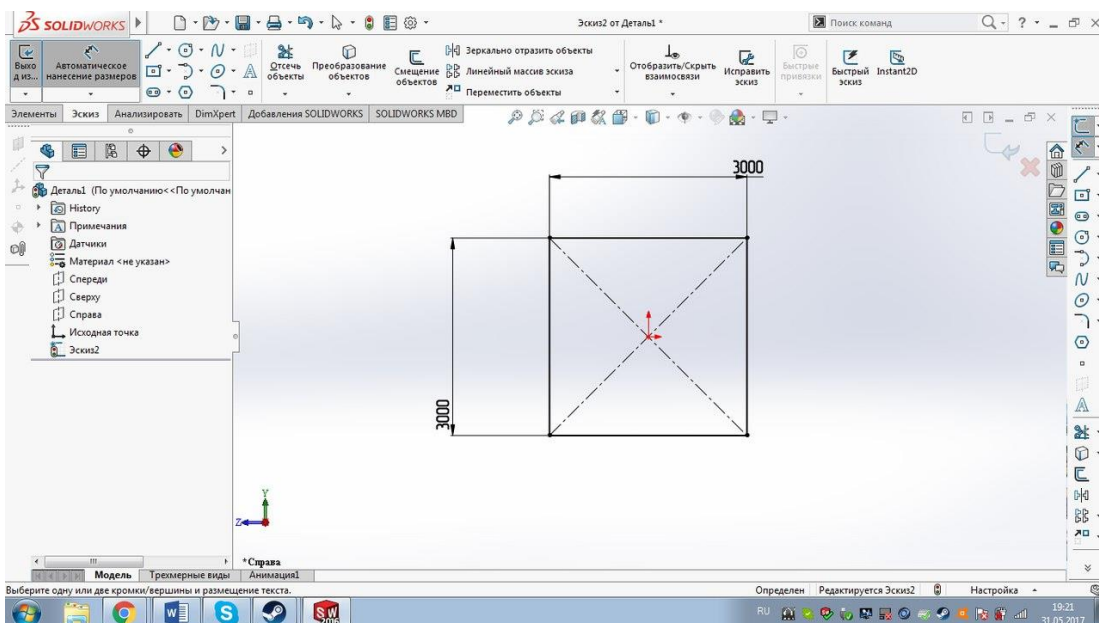 SOLIDWORKS
Эскиз2 от Деталь1 *
Поиск команд
Выхо д из...
Автоматическое нанесение размеров
Отсечь объекты
Преобразование объектов
Смещение объектов
Зеркально отразить объекты
Линейный массив эскиза
Переместить объекты
Отобразить/Скрыть взаимосвязи
Исправить эскиз
Быстрые привязки
Быстрый эскиз
Instant2D
Элементы Эскиз Анализировать DimXpert Добавления SOLIDWORKS SOLIDWORKS MBD
Деталь1 (По умолчанию<<По умолчан
History
Примечания
Датчики
Материал <не указан>
Спереди
Сверху
Справа
Исходная точка
Эскиз2
3000
3000
Y
Z
*Справа
Модель Трехмерные виды Анимация1
Выберите одну или две кромки/вершины и размещение текста.
Определен Редактируется Эскиз2 Настройка
RU
19:21
31.05.2017
SW
2016